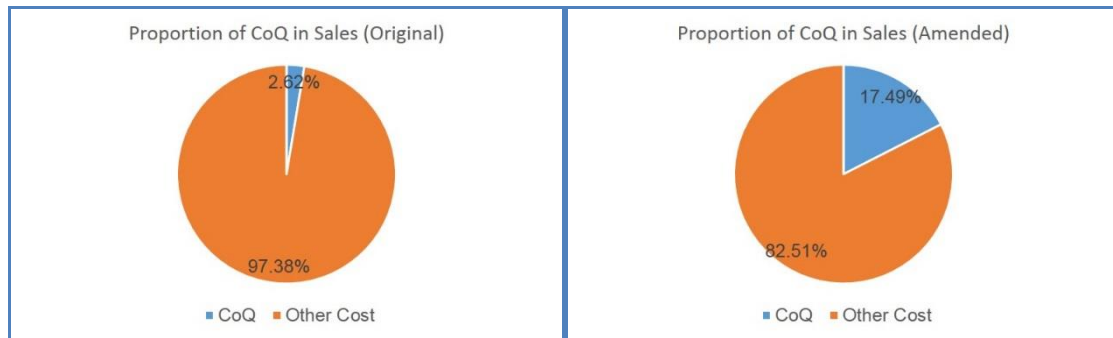 Proportion of CoQ in Sales (Original)
2.62%
97.38%
CoQ Other Cost
Proportion of CoQ in Sales (Amended)
17.49%
82.51%
CoQ Other Cost